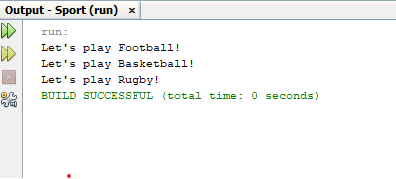 Output - Sport (run)
run:
Let's play Football!
Let's play Basketball!
Let's play Rugby!
BUILD SUCCESSFUL (total time: 0 seconds)